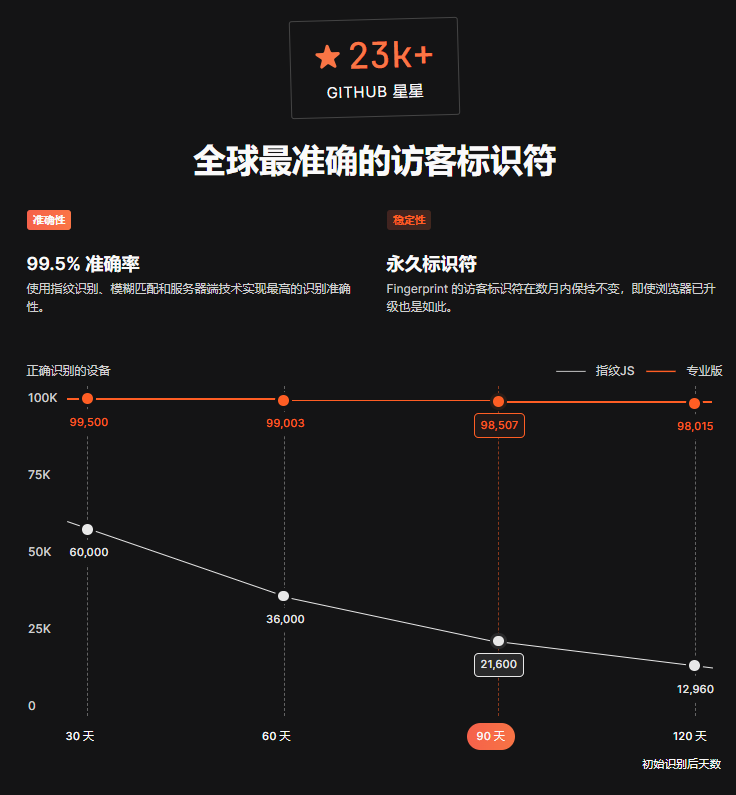 ★ 23k+
GITHUB 星星
全球最准确的访客标识符
准确性
99.5% 准确率
使用指纹识别、模糊匹配和服务器端技术实现最高的识别准确
性。
稳定性
永久标识符
Fingerprint 的访客标识符在数月内保持不变，即使浏览器已升
级也是如此。
正确识别的设备
指纹JS 专业版
100K
99,500 99,003 98,507 98,015
75K
50K
60,000
36,000
25K
21,600
12,960
0
30 天 60 天 90 天 120 天
初始识别后天数